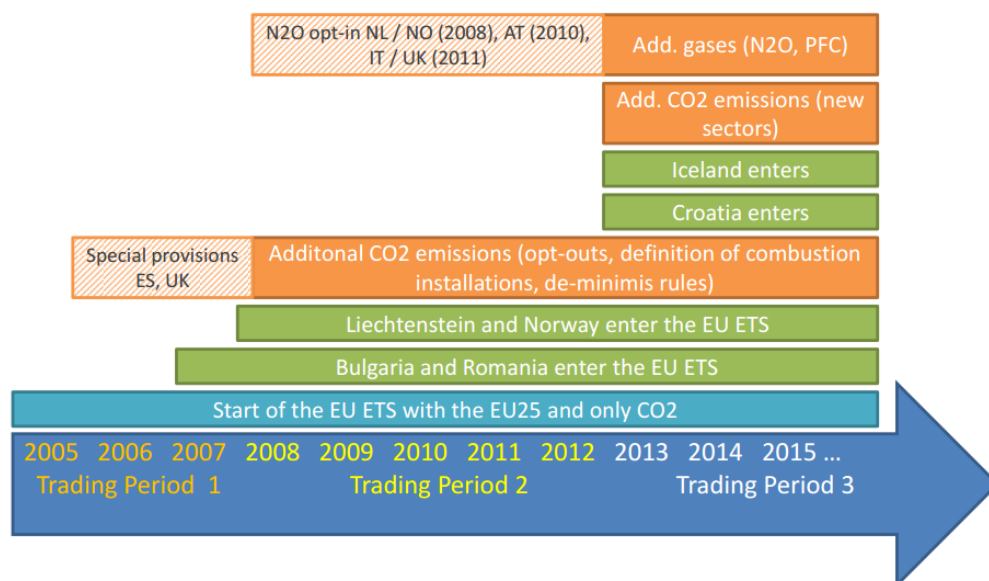 N2O opt-in NL / NO (2008), AT (2010),
IT / UK (2011)
Add. gases (N2O, PFC)
Add. CO2 emissions (new
sectors)
Iceland enters
Croatia enters
Special provisions
ES, UK
Additonal CO2 emissions (opt-outs, definition of combustion
installations, de-minimis rules)
Liechtenstein and Norway enter the EU ETS
Bulgaria and Romania enter the EU ETS
Start of the EU ETS with the EU25 and only CO2
2005 2006 2007 2008 2009 2010 2011 2012 2013 2014 2015 ...
Trading Period 1 Trading Period 2 Trading Period 3